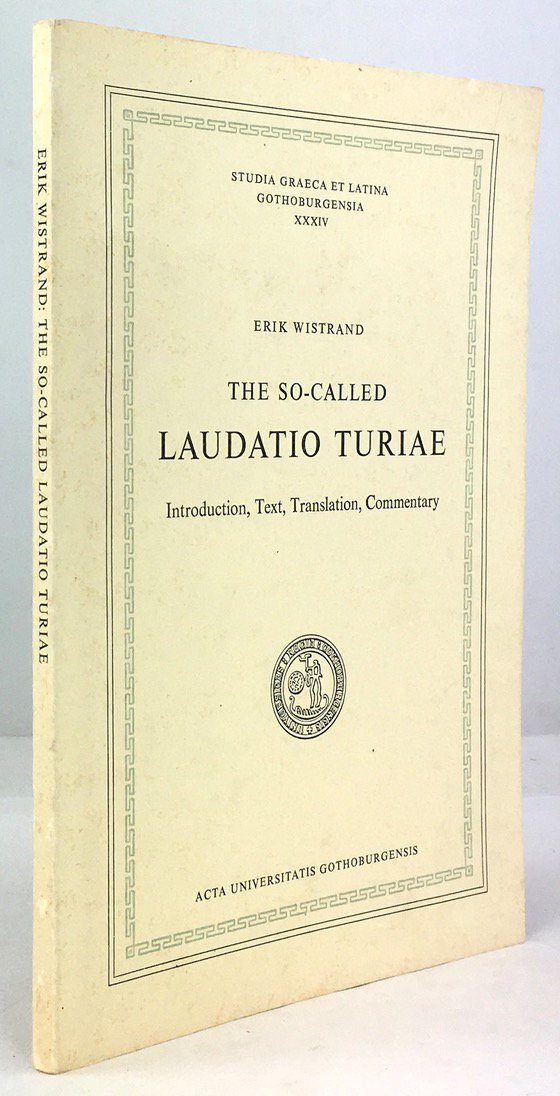 ERIK WISTRAND: THE SO-CALLED LAUDATIO TURIAE
STUDIA GRAECA ET LATINA
GOTHOBURGENSIA
XXXIV
ERIK WISTRAND
THE SO-CALLED
LAUDATIO TURIAE
Introduction, Text, Translation, Commentary
ACTA UNIVERSITATIS GOTHOBURGENSIS